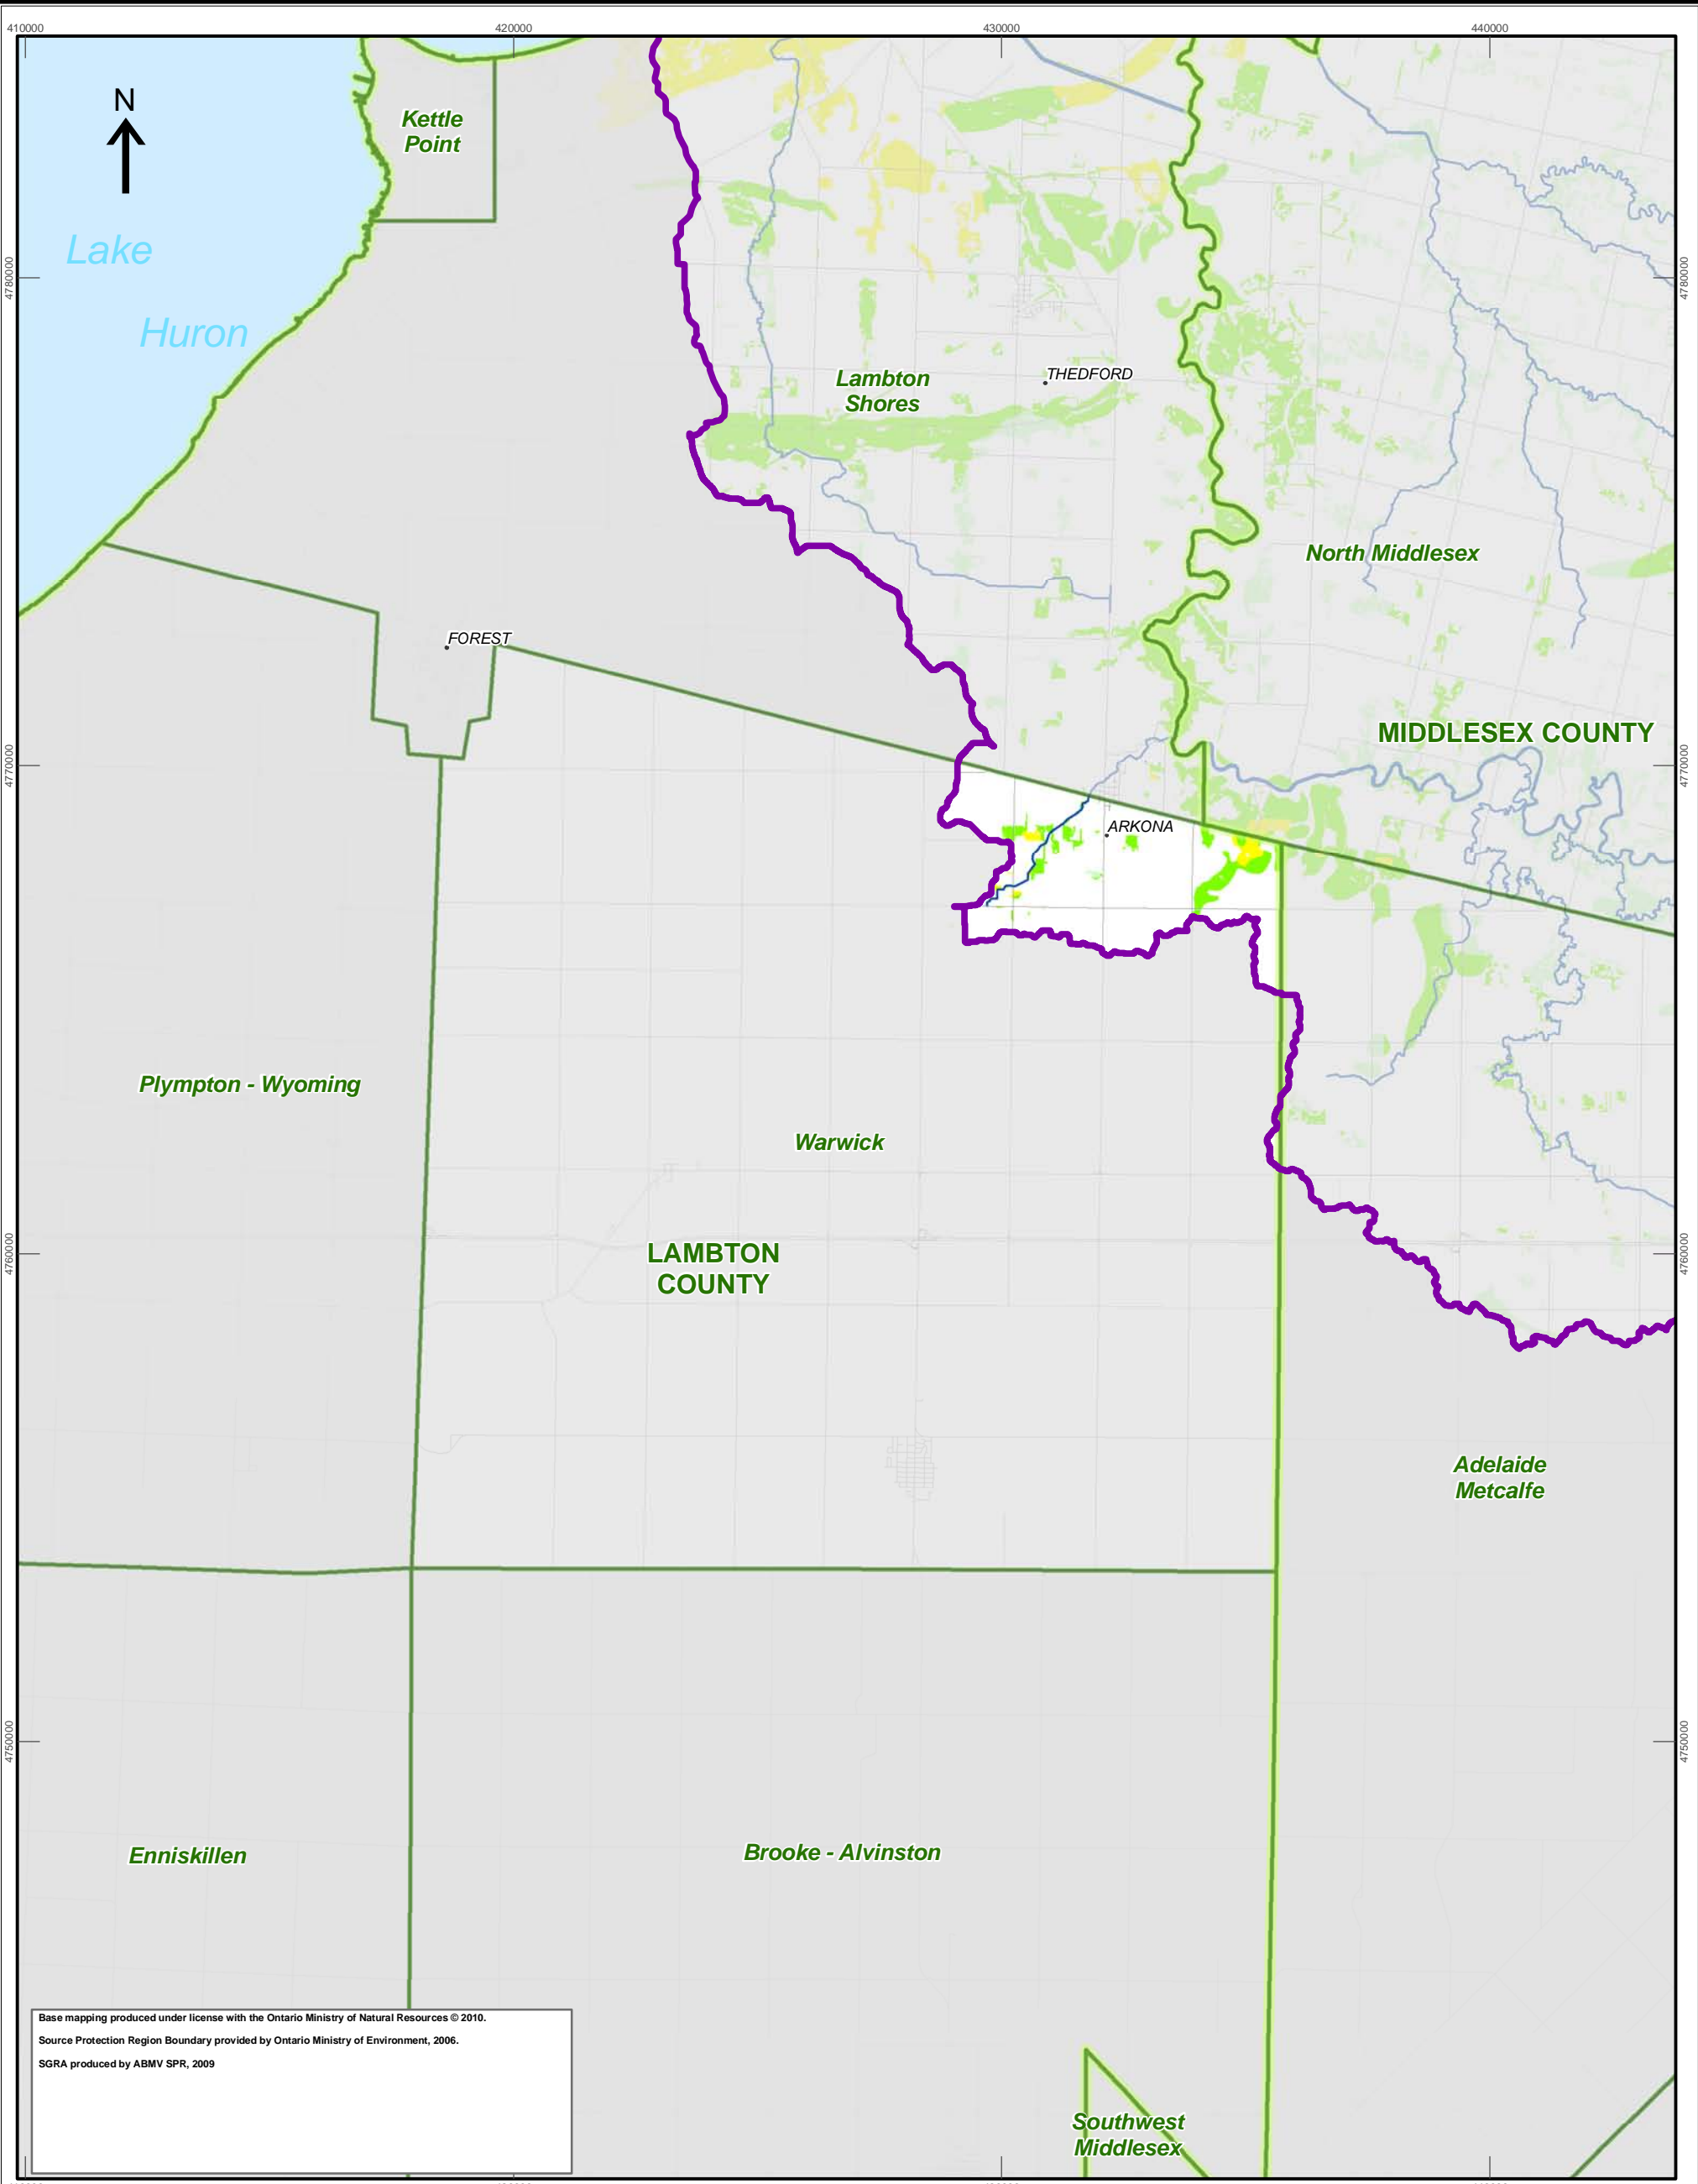 410000
420000
430000
440000
N
Kettle
Point
Lake
Huron
4780000
4780000
Lambton
Shores
THEDFORD
North Middlesex
FOREST
MIDDLESEX COUNTY
4770000
4770000
ARKONA
Plympton - Wyoming
Warwick
LAMBTON
COUNTY
4760000
4760000
Adelaide
Metcalfe
4750000
4750000
Enniskillen
Brooke - Alvinston
Base mapping produced under license with the Ontario Ministry of Natural Resources © 2010.
Source Protection Region Boundary provided by Ontario Ministry of Environment, 2006.
SGRA produced by ABMV SPR, 2009
Southwest
Middlesex